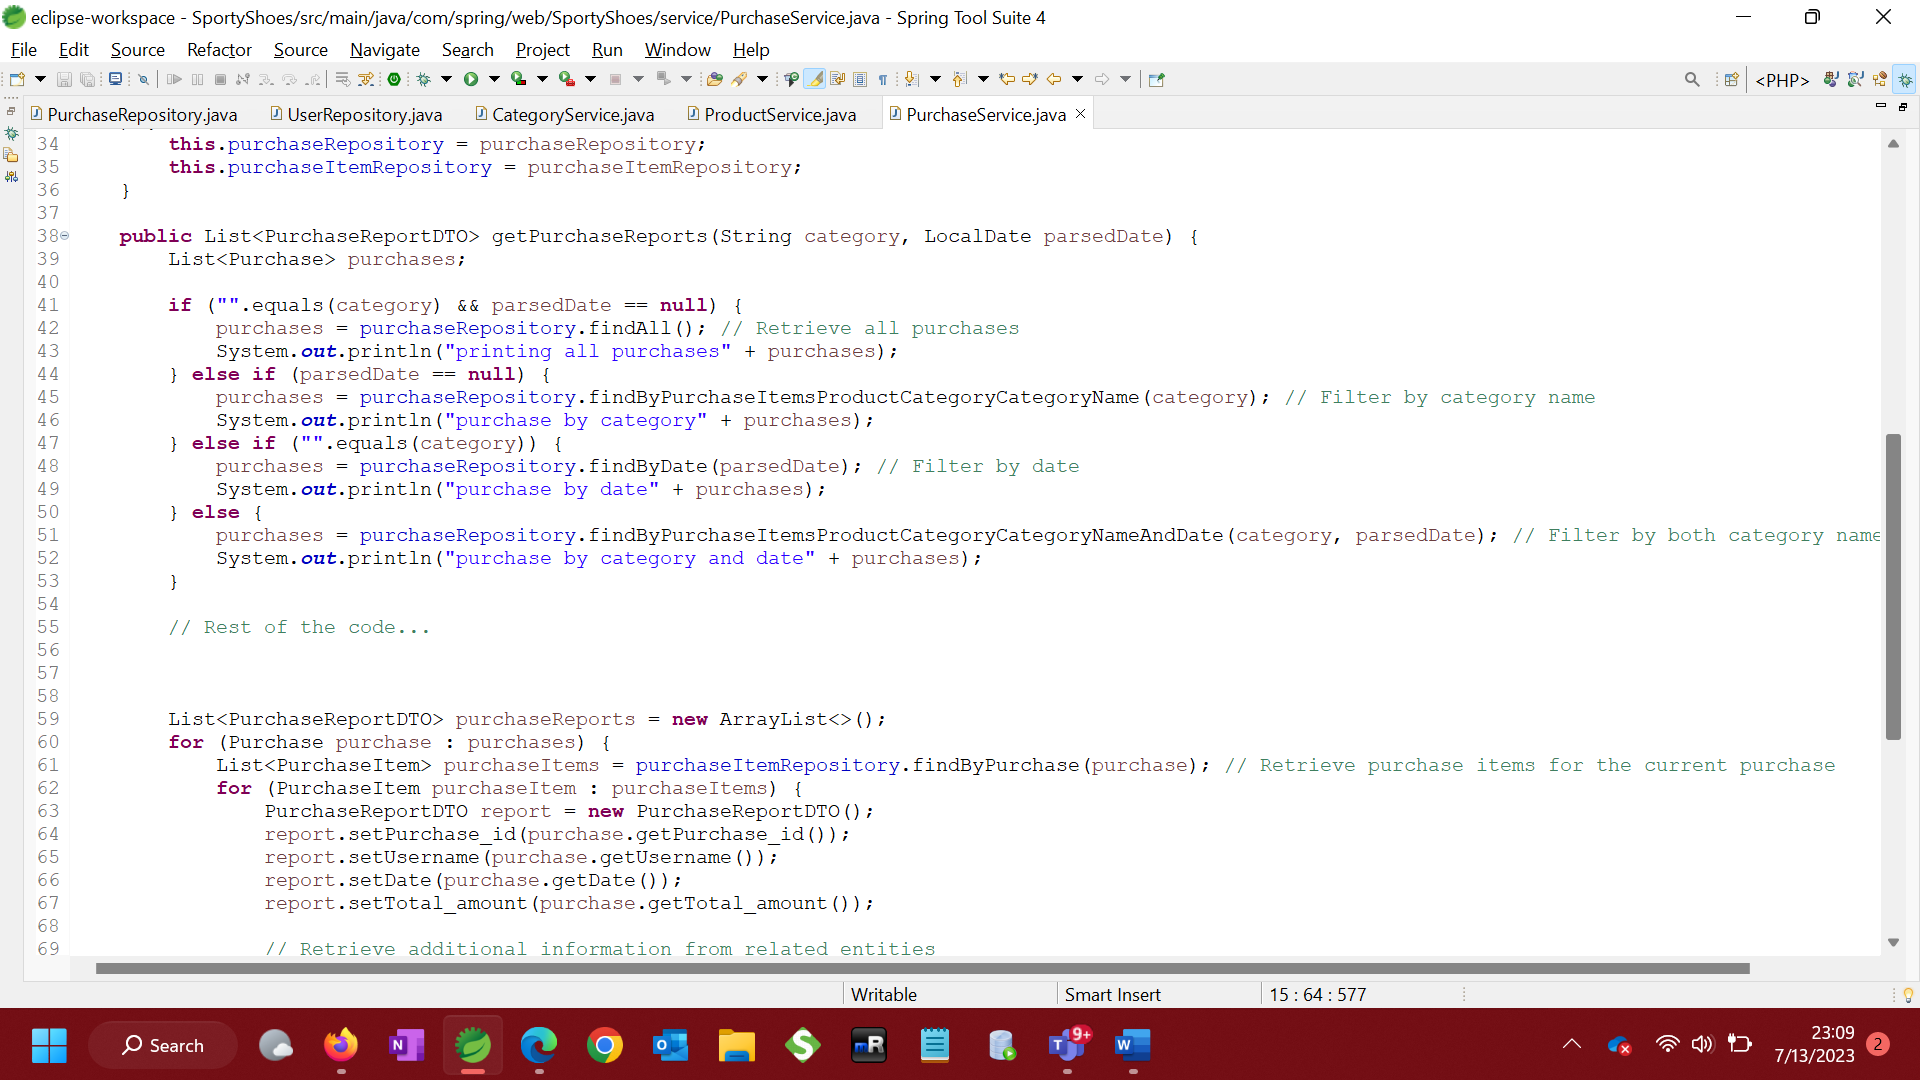 eclipse-workspace - SportyShoes/src/main/java/com/spring/web/SportyShoes/service/PurchaseService.java - Spring Tool Suite 4
File Edit Source Refactor Source Navigate Search Project Run Window Help
<PHP>
PurchaseRepository.java UserRepository.java CategoryService.java ProductService.java PurchaseService.java
34 this.purchaseRepository = purchaseRepository;
35 this.purchaseItemRepository = purchaseItemRepository;
36 }
37
38 public List<PurchaseReportDTO> getPurchaseReports(String category, LocalDate parsedDate) {
39 List<Purchase> purchases;
40
41 if ("".equals(category) && parsedDate == null) {
42 purchases = purchaseRepository.findAll(); // Retrieve all purchases
43 System.out.println("printing all purchases" + purchases);
44 } else if (parsedDate == null) {
45 purchases = purchaseRepository.findByPurchaseItemsProductCategoryCategoryName(category); // Filter by category name
46 System.out.println("purchase by category" + purchases);
47 } else if ("".equals(category)) {
48 purchases = purchaseRepository.findByDate(parsedDate); // Filter by date
49 System.out.println("purchase by date" + purchases);
50 } else {
51 purchases = purchaseRepository.findByPurchaseItemsProductCategoryCategoryNameAndDate(category, parsedDate); // Filter by both category name
52 System.out.println("purchase by category and date" + purchases);
53 }
54
55 // Rest of the code...
56
57
58
59 List<PurchaseReportDTO> purchaseReports = new ArrayList<>();
60 for (Purchase purchase : purchases) {
61 List<PurchaseItem> purchaseItems = purchaseItemRepository.findByPurchase(purchase); // Retrieve purchase items for the current purchase
62 for (PurchaseItem purchaseItem : purchaseItems) {
63 PurchaseReportDTO report = new PurchaseReportDTO();
64 report.setPurchase_id(purchase.getPurchase_id());
65 report.setUsername(purchase.getUsername());
66 report.setDate(purchase.getDate());
67 report.setTotal_amount(purchase.getTotal_amount());
68
69 // Retrieve additional information from related entities
Writable Smart Insert 15 : 64 : 577
Search
N
O
S
mR
T
9+
W
23:09
7/13/2023
2